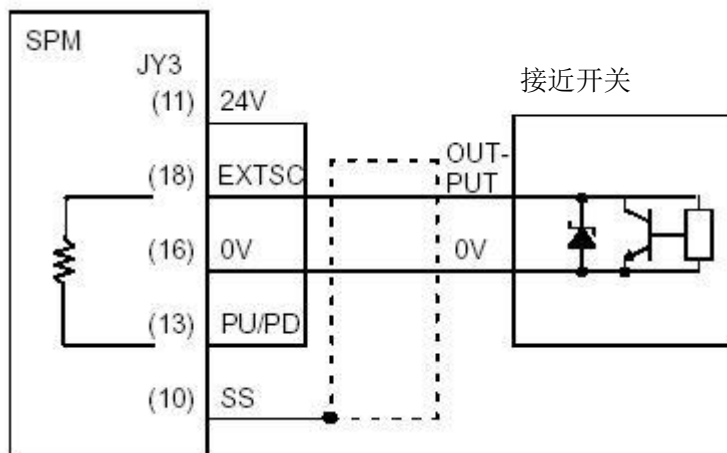 SPM
JY3
接近开关
(11) 24V
(18) EXTSC
OUT-
PUT
(16) 0V 0V
(13) PU/PD
(10) SS